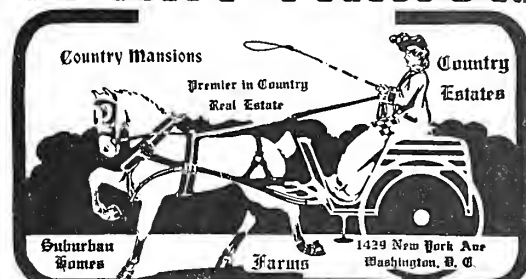 Country Mansions
Premier in Country
Real Estate
Country
Estates
Suburban
Homes
Farms
1429 New York Ave
Washington, D. C.